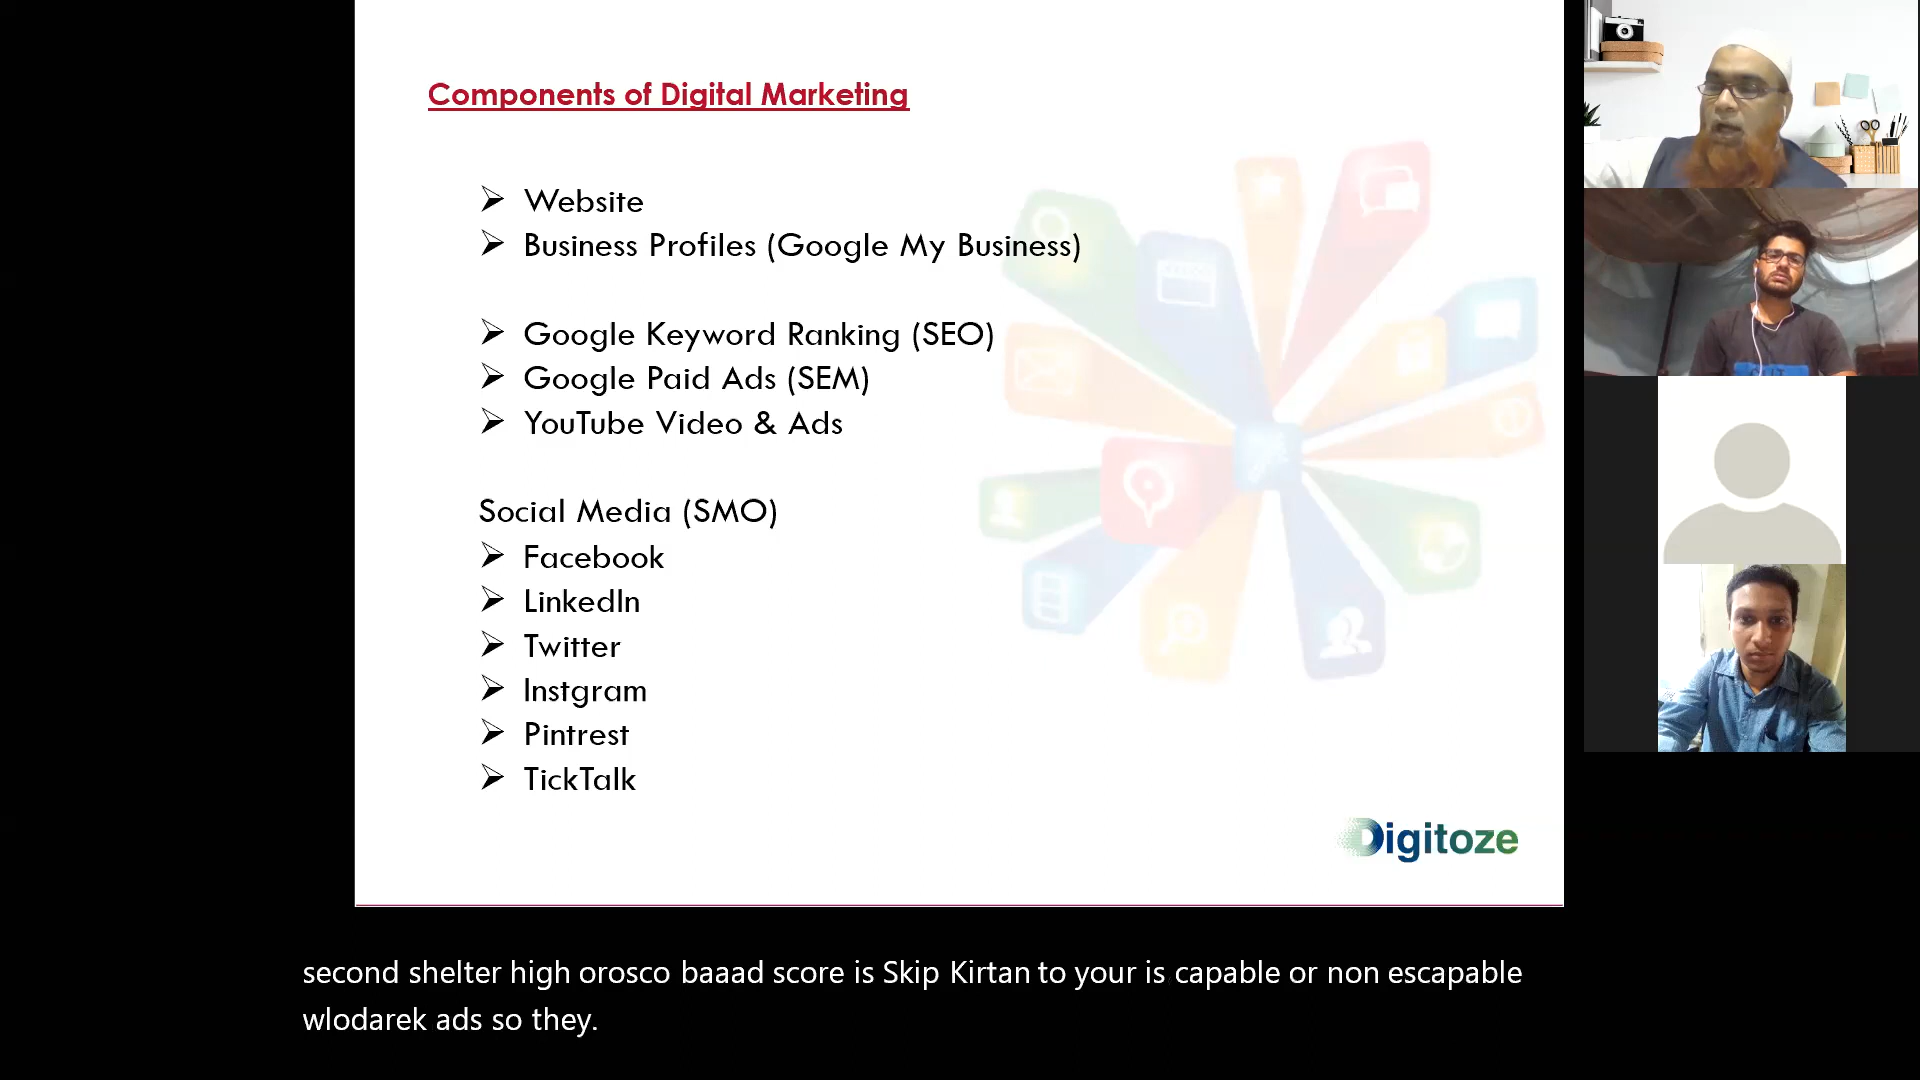 Components of Digital Marketing
Website
Business Profiles (Google My Business)
Google Keyword Ranking (SEO)
Google Paid Ads (SEM)
YouTube Video & Ads
Social Media (SMO)
Facebook
LinkedIn
Twitter
Instgram
Pintrest
TickTalk
Digitoze
second shelter high orosco baaad score is Skip Kirtan to your is capable or non escapable
wlodarek ads so they.